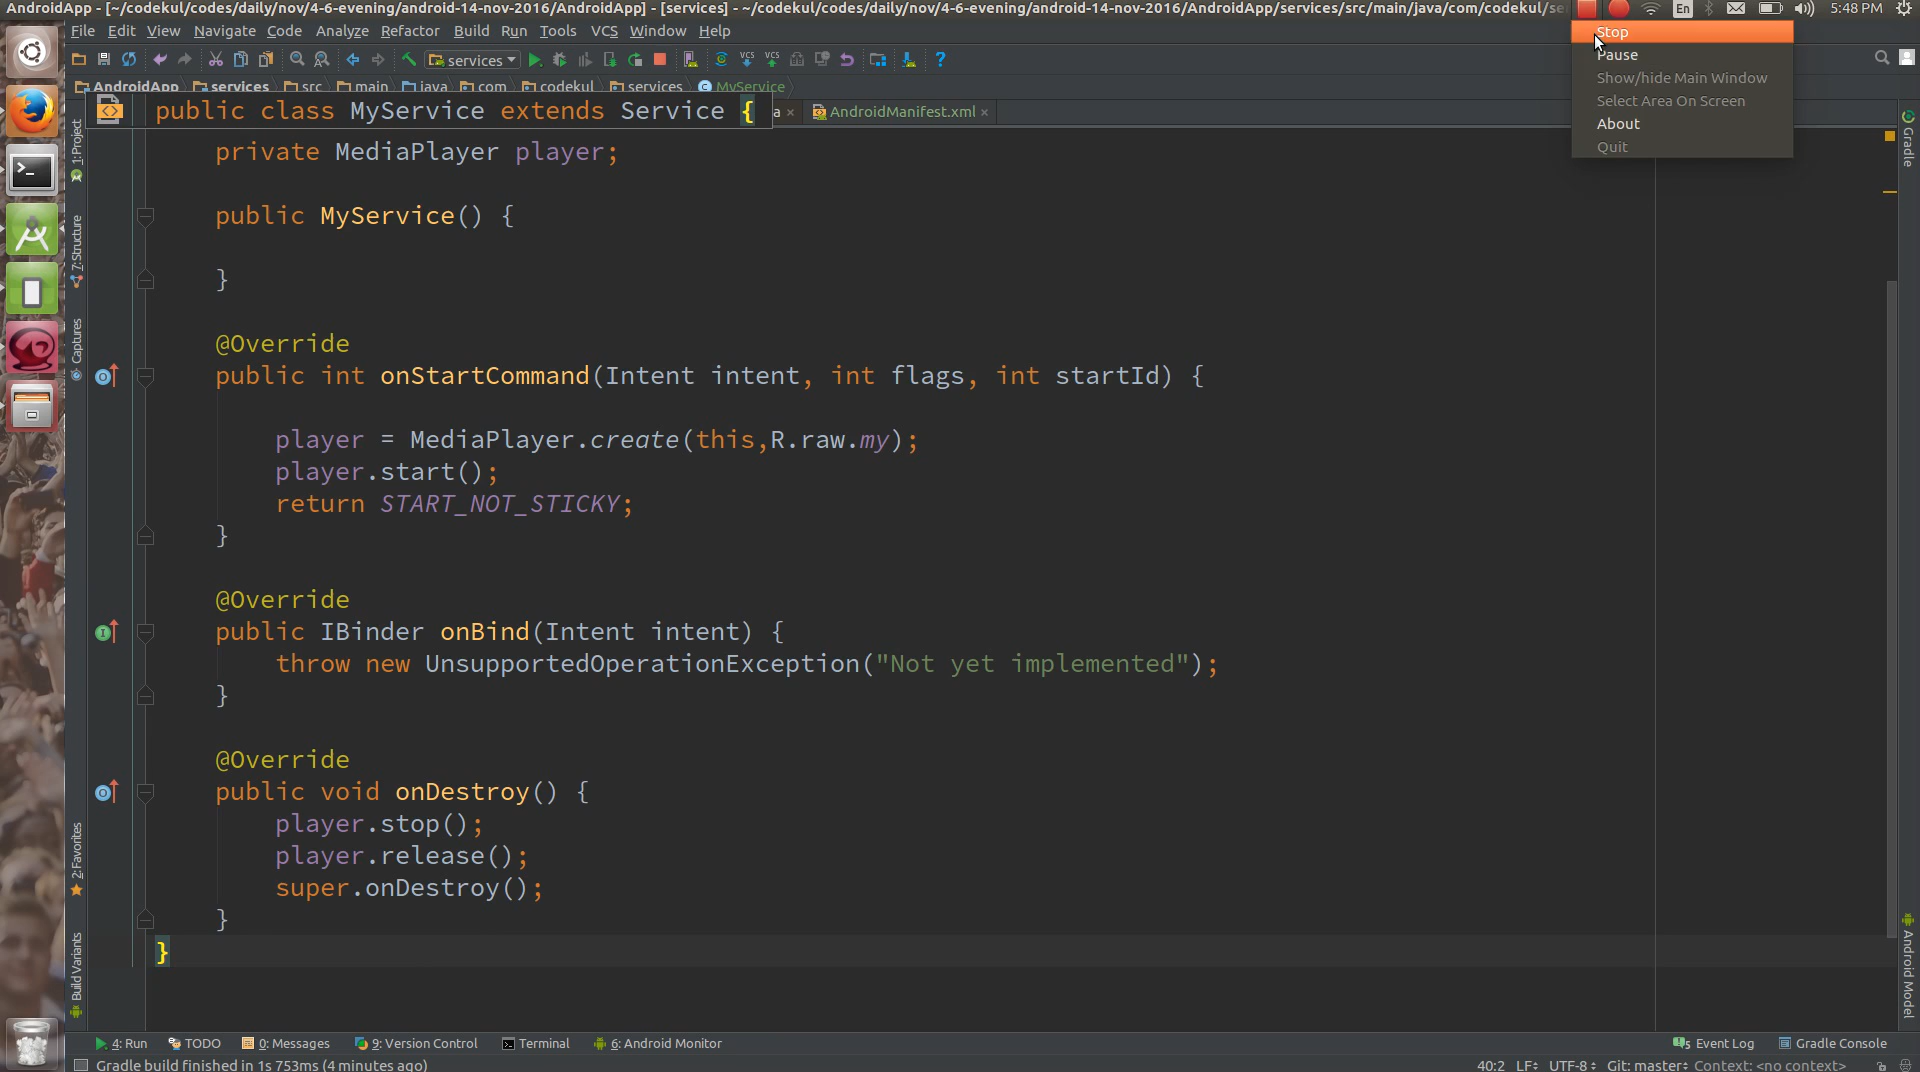 AndroidApp - [~/codekul/codes/daily/nov/4-6-evening/android-14-nov-2016/AndroidApp] - [services] - ~/codekul/codes/daily/nov/4-6-evening/android-14-nov-2016/AndroidApp/services/src/main/java/com/codekul/se
En
5:48 PM
File Edit View Navigate Code Analyze Refactor Build Run Tools VCS Window Help
Stop
Pause
Show/hide Main Window
Select Area On Screen
About
Quit
services
VCS VCS
AndroidApp services src main java com codekul services MyService
a × AndroidManifest.xml ×
public class MyService extends Service {
private MediaPlayer player;
public MyService() {
}
@Override
public int onStartCommand(Intent intent, int flags, int startId) {
player = MediaPlayer.create(this,R.raw.my);
player.start();
return START_NOT_STICKY;
}
@Override
public IBinder onBind(Intent intent) {
throw new UnsupportedOperationException("Not yet implemented");
}
@Override
public void onDestroy() {
player.stop();
player.release();
super.onDestroy();
}
}
1: Project
7: Structure
Captures
2: Favorites
Build Variants
Gradle
Android Model
4: Run TODO 0: Messages 9: Version Control Terminal 6: Android Monitor Event Log Gradle Console
Gradle build finished in 1s 753ms (4 minutes ago) 40:2 LF÷ UTF-8÷ Git: master÷ Context: <no context>